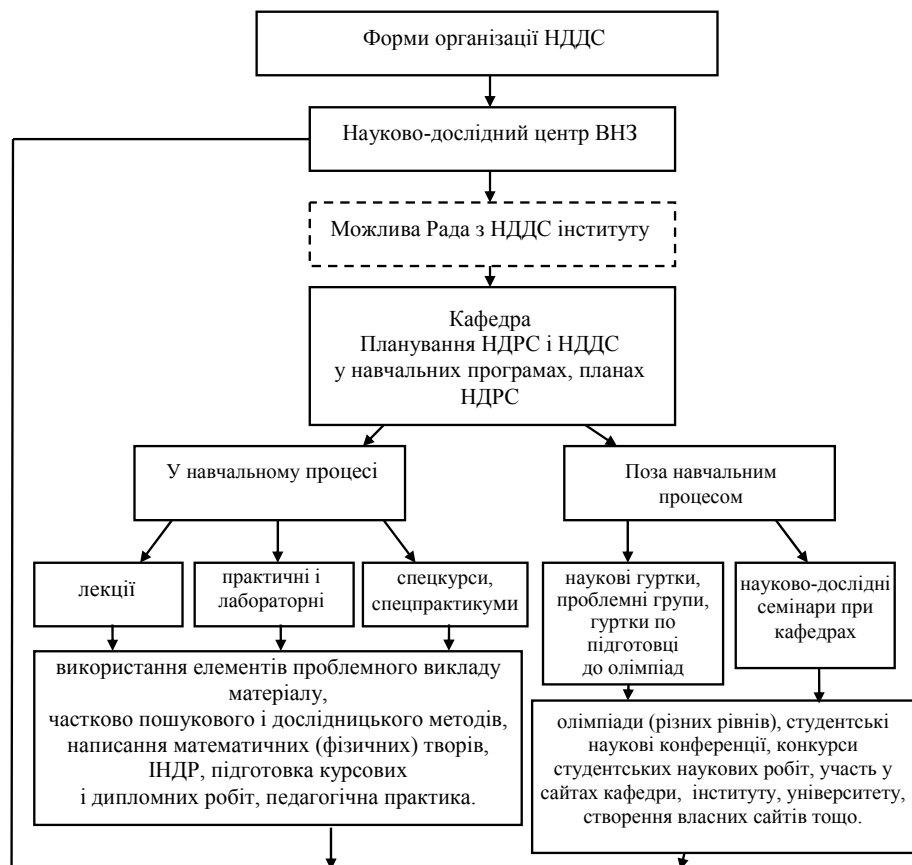 Форми організації НДДС
Науково-дослідний центр ВНЗ
Можлива Рада з НДДС інституту
Кафедра
Планування НДРС і НДДС
у навчальних програмах, планах
НДРС
У навчальному процесі
Поза навчальним
процесом
лекції
практичні і
лабораторні
спецкурси,
спецпрактикуми
наукові гуртки,
проблемні групи,
гуртки по
підготовці
до олімпіад
науково-дослідні
семінари при
кафедрах
використання елементів проблемного викладу
матеріалу,
частково пошукового і дослідницького методів,
написання математичних (фізичних) творів,
ІНДР, підготовка курсових
і дипломних робіт, педагогічна практика.
олімпіади (різних рівнів), студентські
наукові конференції, конкурси
студентських наукових робіт, участь у
сайтах кафедри, інституту, університету,
створення власних сайтів тощо.